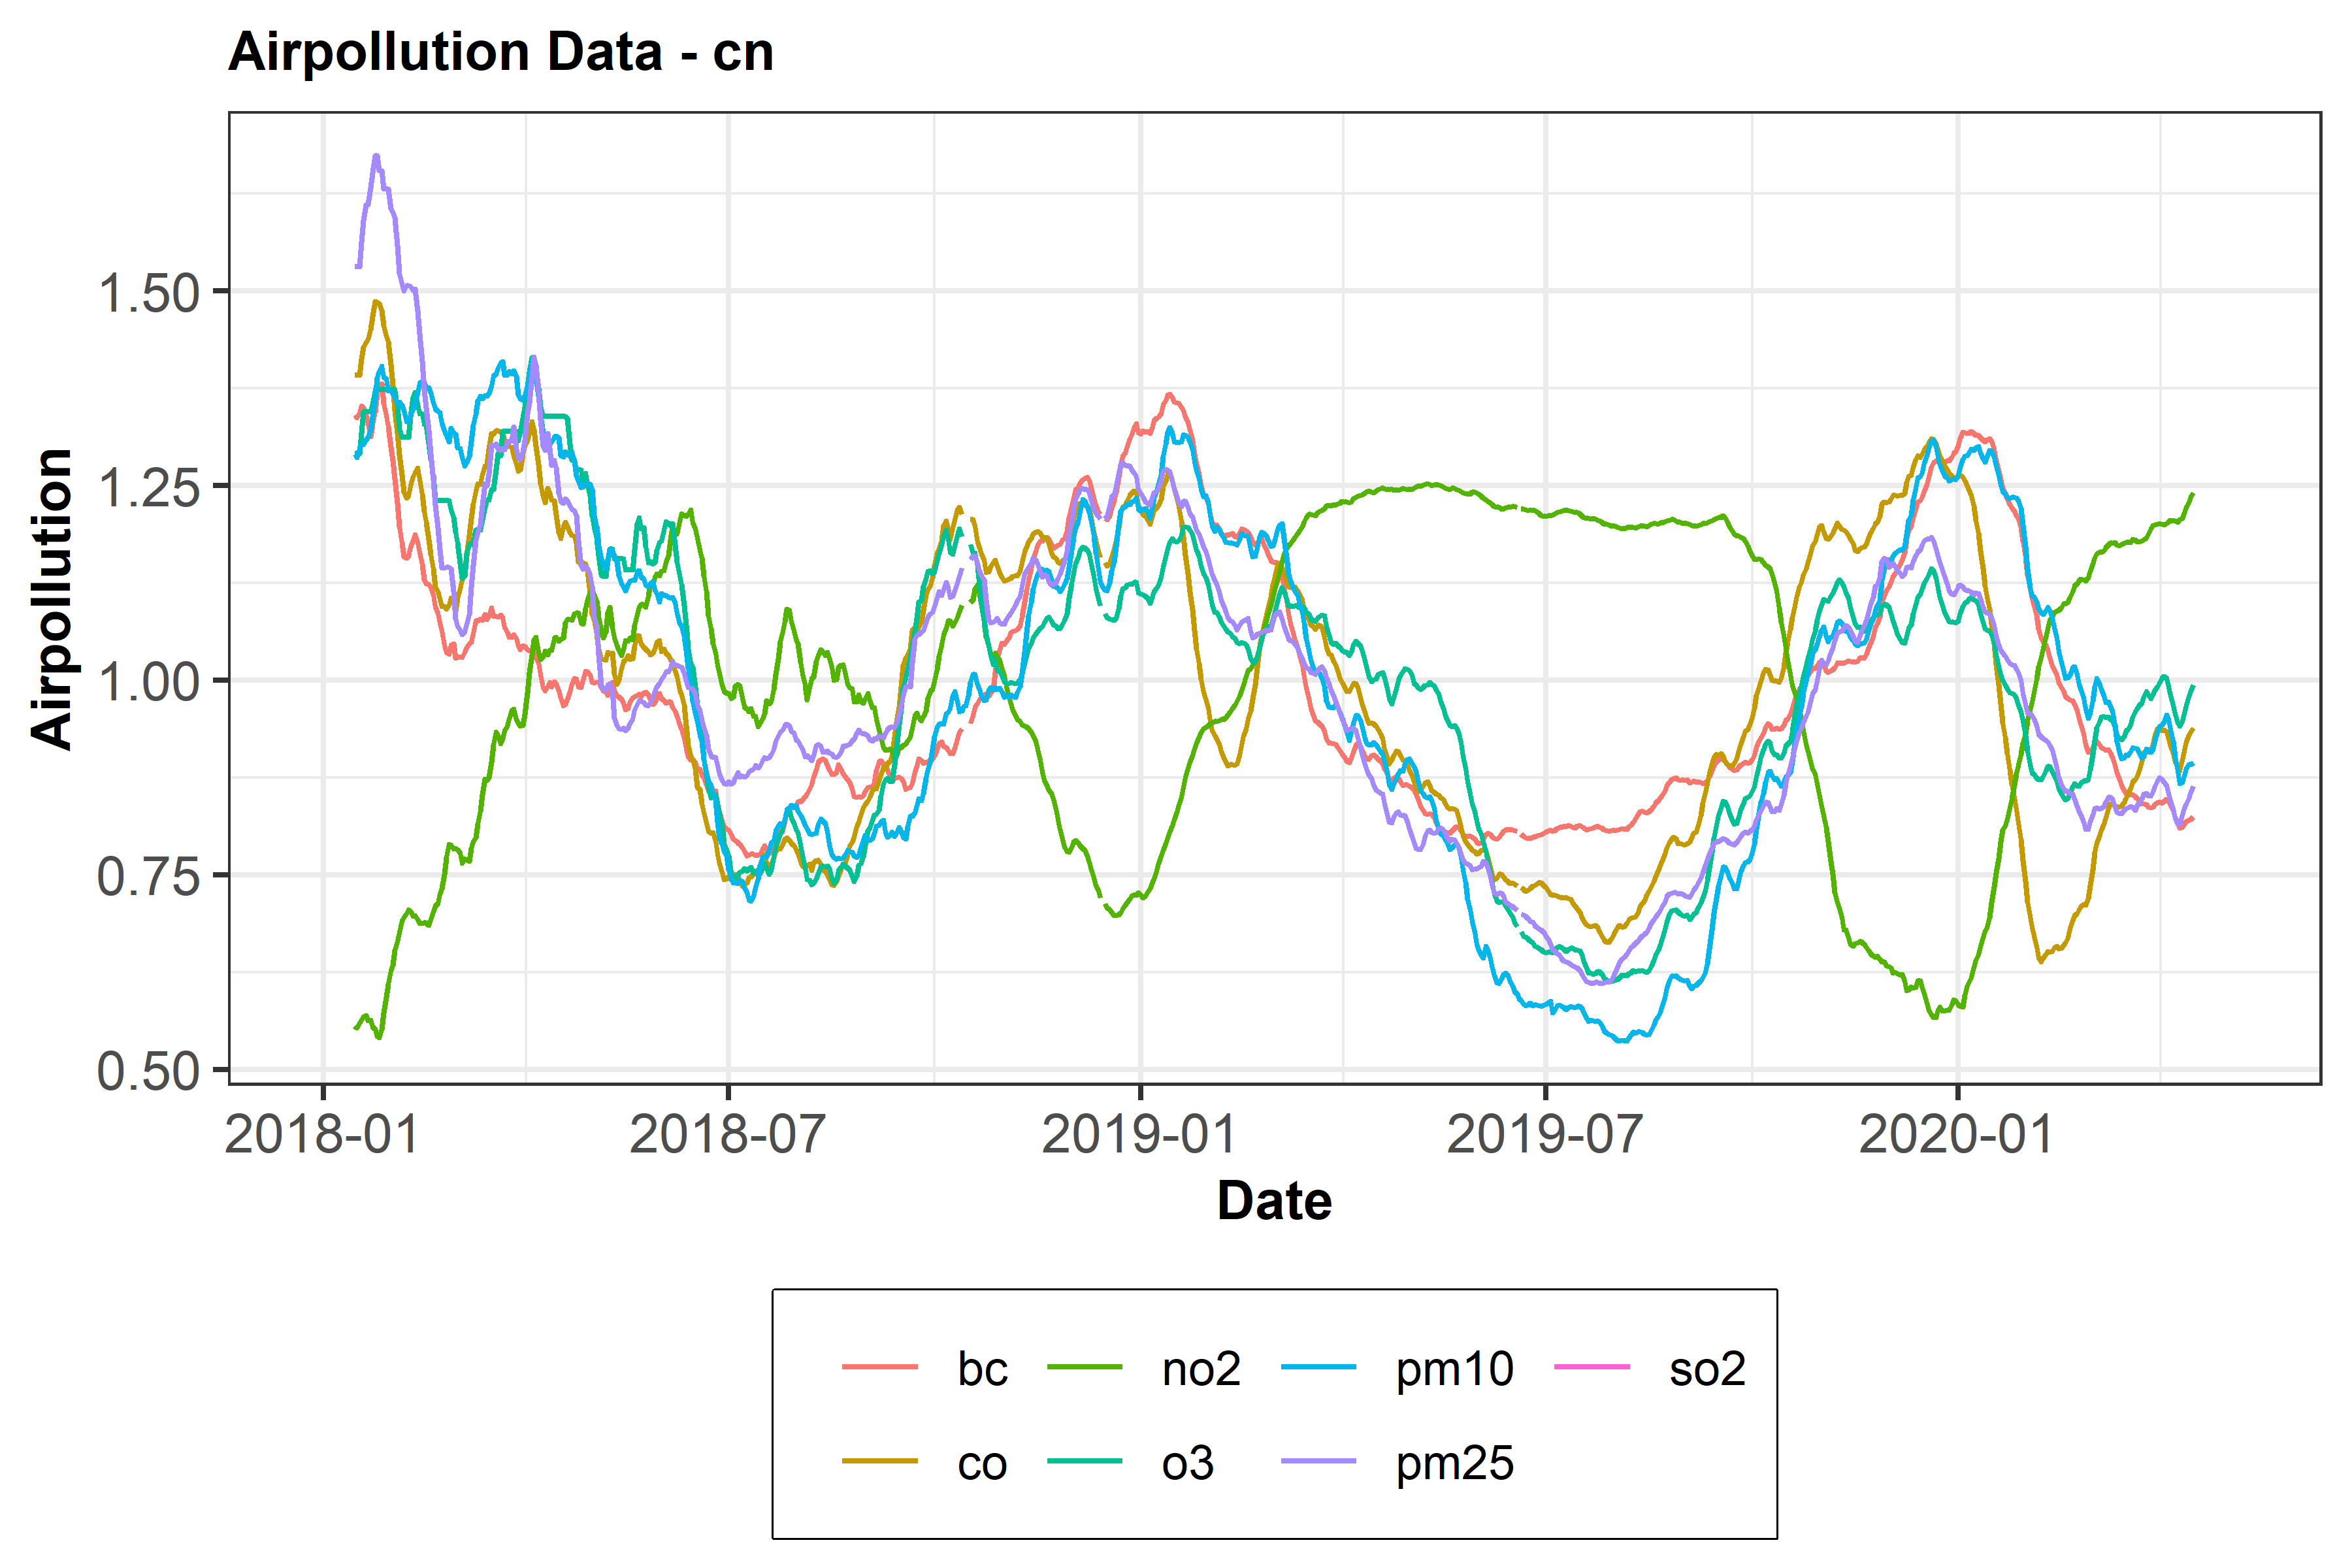 Airpollution Data - cn
Airpollution
1.50
1.25
1.00
0.75
0.50
2018-01 2018-07 2019-01 2019-07 2020-01
Date
bc no2 pm10 so2
co o3 pm25